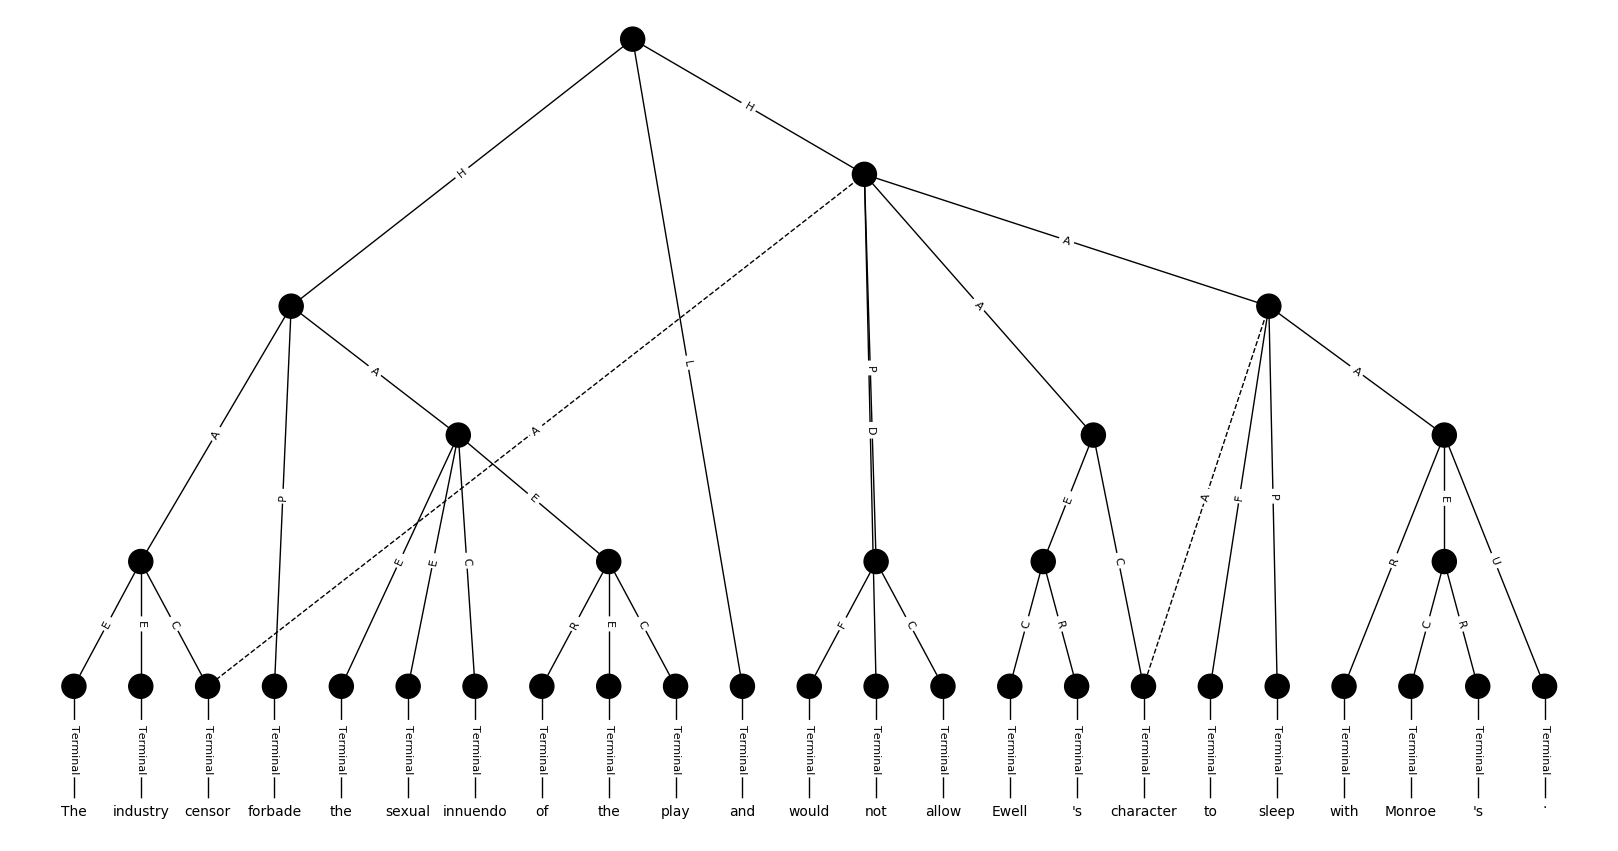 H
H
A
P
A
L
A
P
D
A
A
E
E
C
E
E
C
E
R
E
C
F
C
E
C
R
C
A
F
P
A
R
E
C
R
U
Terminal Terminal Terminal Terminal Terminal Terminal Terminal Terminal Terminal Terminal Terminal Terminal Terminal Terminal Terminal Terminal Terminal Terminal Terminal Terminal Terminal Terminal Terminal
The industry censor forbade the sexual innuendo of the play and would not allow Ewell 's character to sleep with Monroe 's .